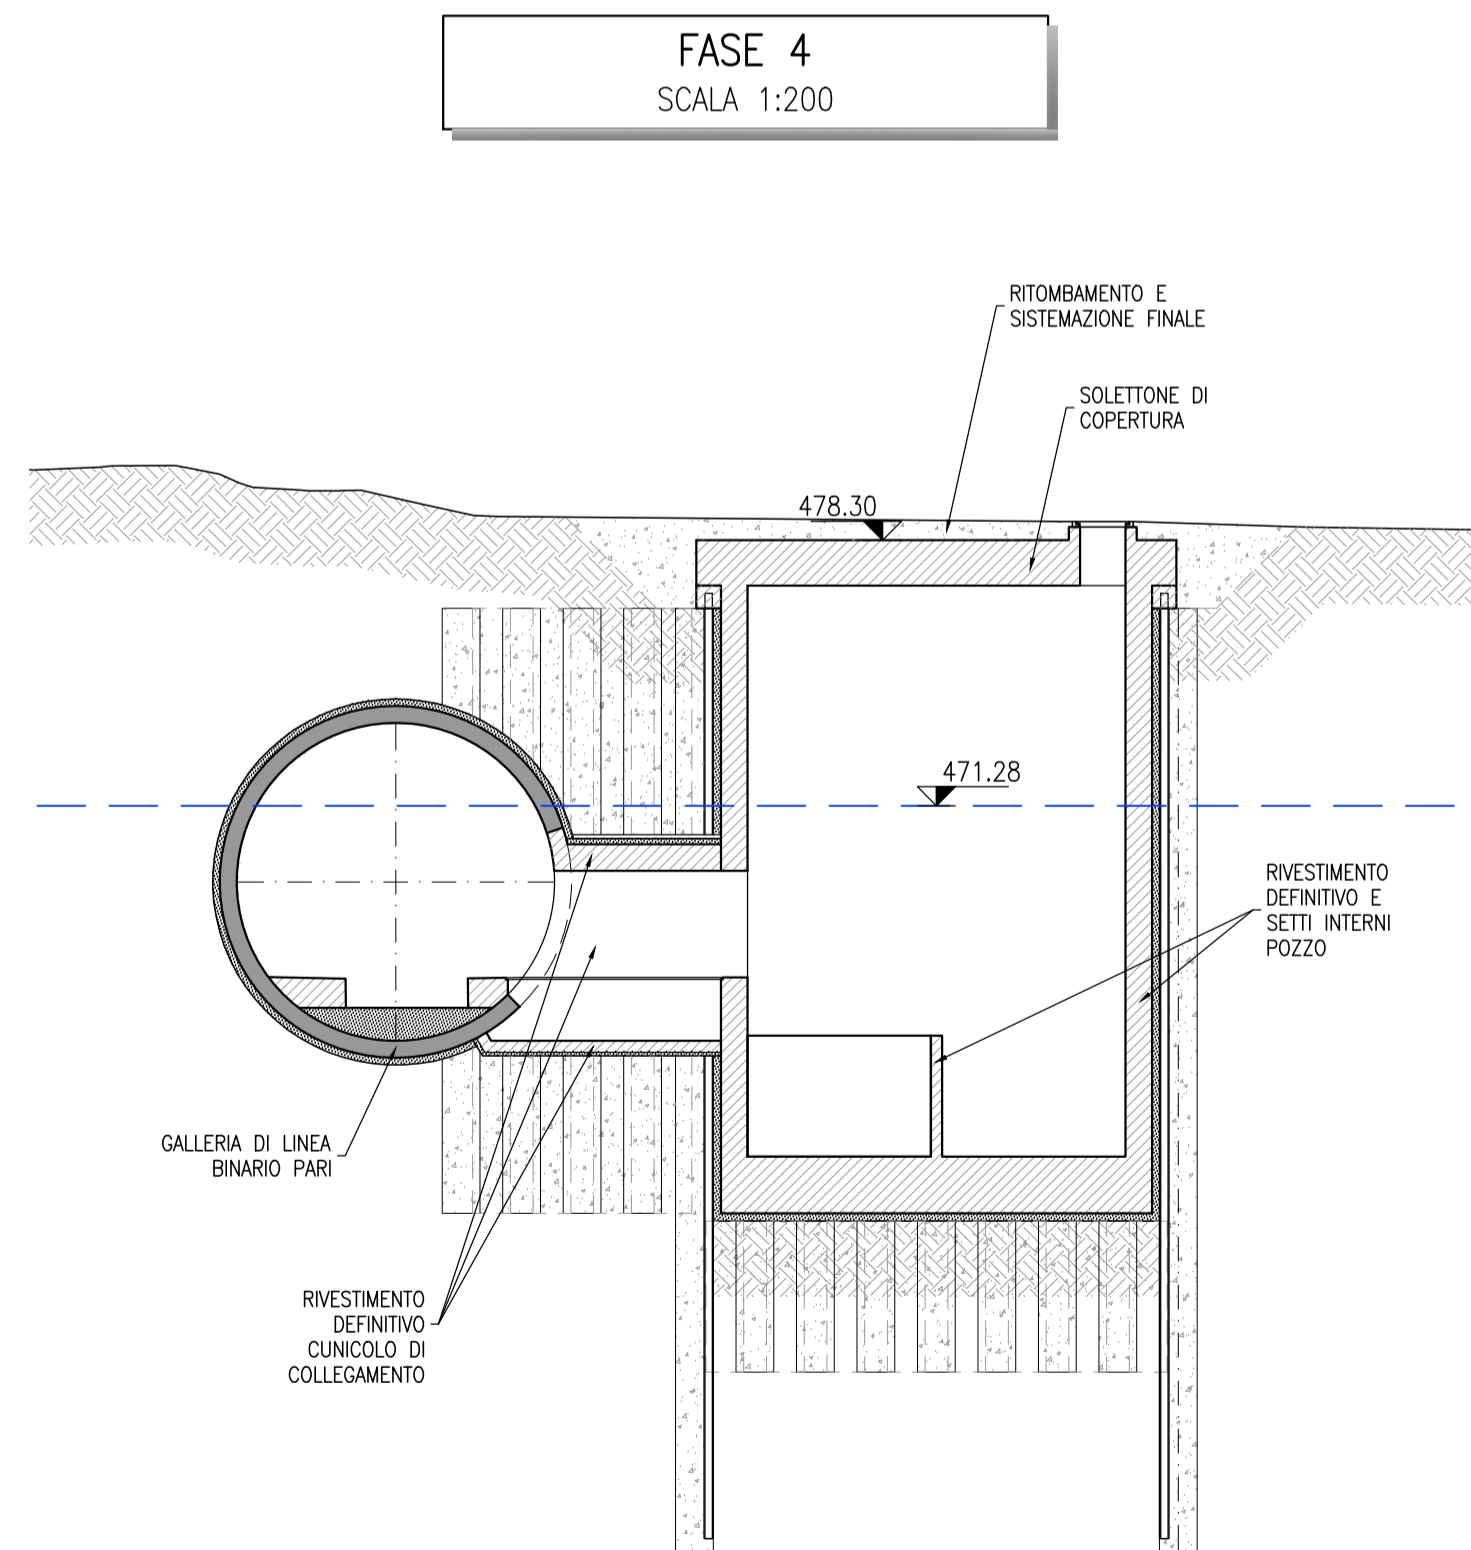 FASE 4
SCALA 1:200
RITOMBAMENTO E
SISTEMAZIONE FINALE
SOLETTONE DI
COPERTURA
478.30
471.28
RIVESTIMENTO
DEFINITIVO E
SETTI INTERNI
POZZO
GALLERIA DI LINEA
BINARIO PARI
RIVESTIMENTO
DEFINITIVO
CUNICOLO DI
COLLEGAMENTO